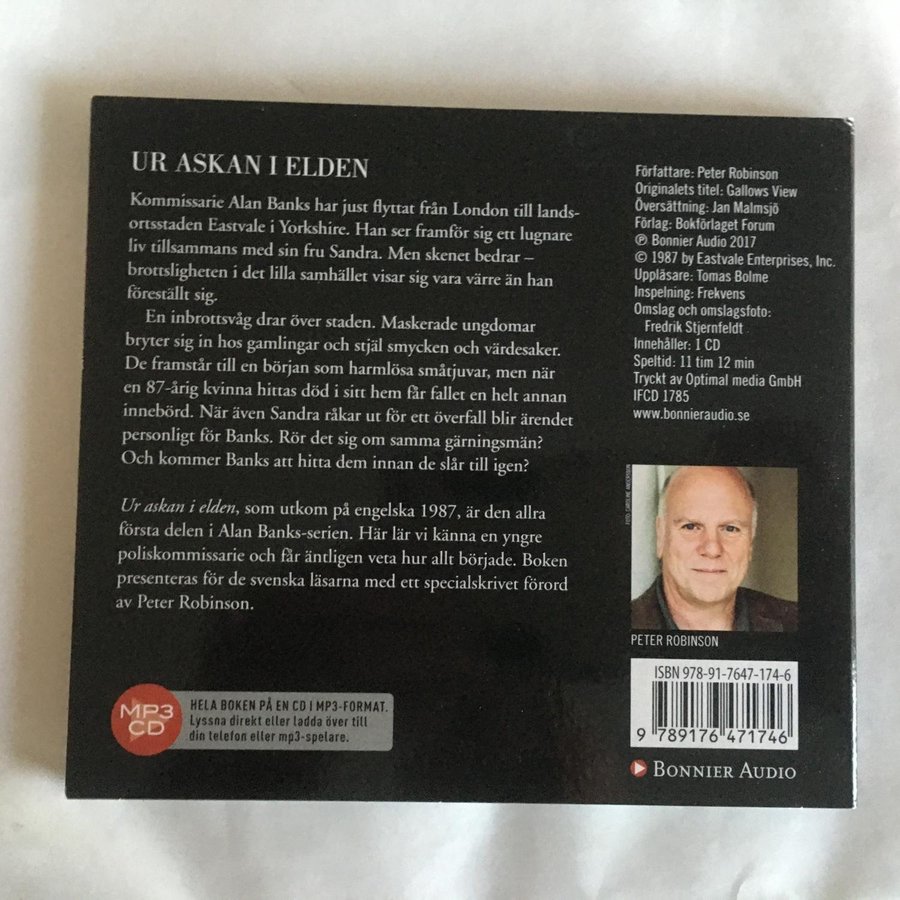 UR ASKAN I ELDEN
Kommissarie Alan Banks har just flyttat från London till lands-
ortsstaden Eastvale i Yorkshire. Han ser framför sig ett lugnare
liv tillsammans med sin fru Sandra. Men skenet bedrar –
brottsligheten i det lilla samhället visar sig vara värre än han
föreställt sig.
En inbrottsvåg drar över staden. Maskerade ungdomar
bryter sig in hos gamlingar och stjäl smycken och värdesaker.
De framstår till en början som harmlösa småtjuvar, men när
en 87-årig kvinna hittas död i sitt hem får fallet en helt annan
innebörd. När även Sandra råkar ut för ett överfall blir ärendet
personligt för Banks. Rör det sig om samma gärningsmän?
Och kommer Banks att hitta dem innan de slår till igen?
Ur askan i elden, som utkom på engelska 1987, är den allra
första delen i Alan Banks-serien. Här lär vi känna en yngre
poliskommissarie och får äntligen veta hur allt började. Boken
presenteras för de svenska läsarna med ett specialskrivet förord
av Peter Robinson.
MP3
CD
HELA BOKEN PÅ EN CD I MP3-FORMAT.
Lyssna direkt eller ladda över till
din telefon eller mp3-spelare.
Författare: Peter Robinson
Originalets titel: Gallows View
Översättning: Jan Malmsjö
Förlag: Bokförlaget Forum
℗ Bonnier Audio 2017
© 1987 by Eastvale Enterprises, Inc.
Uppläsare: Tomas Bolme
Inspelning: Frekvens
Omslag och omslagsfoto:
Fredrik Stjernfeldt
Innehåller: 1 CD
Speltid: 11 tim 12 min
Tryckt av Optimal media GmbH
IFCD 1785
www.bonnieraudio.se
FOTO: CAROLINE ANDERSSON
PETER ROBINSON
ISBN 978-91-7647-174-6
9 789176 471746
BONNIER AUDIO